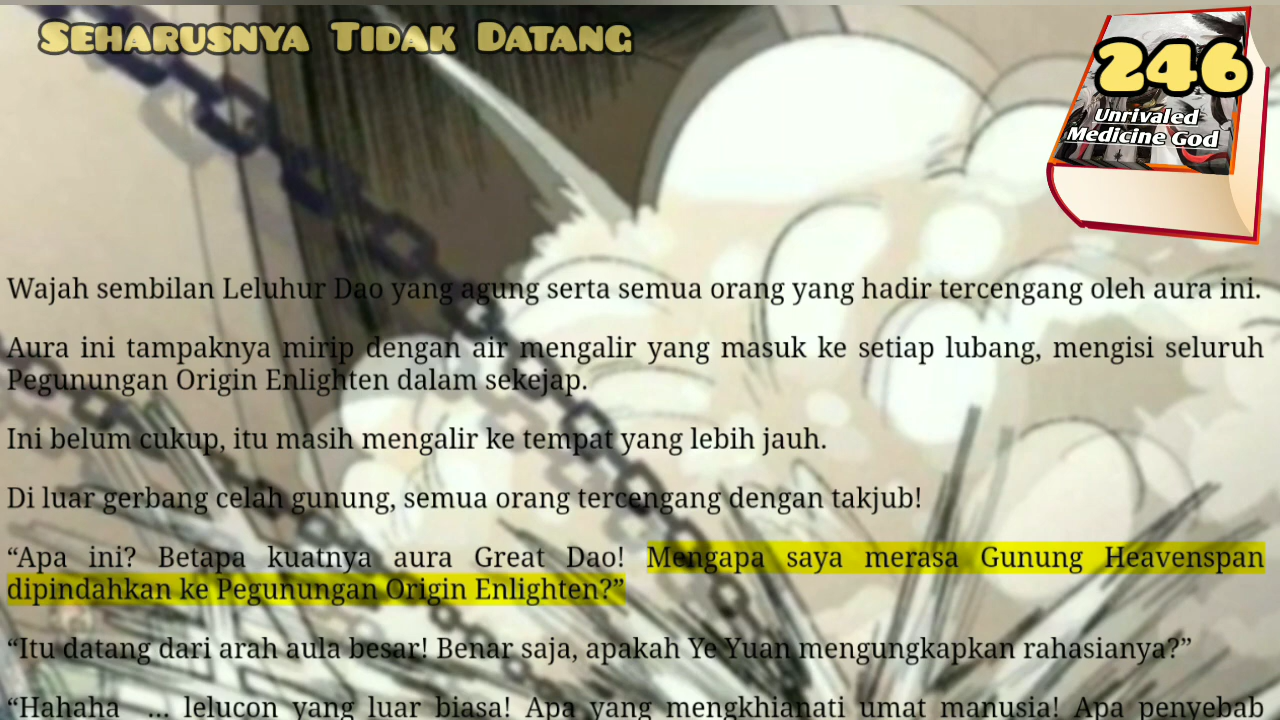 Seharusnya Tidak Datang
246
Unrivaled
Medicine God
Wajah sembilan Leluhur Dao yang agung serta semua orang yang hadir tercengang oleh aura ini.
Aura ini tampaknya mirip dengan air mengalir yang masuk ke setiap lubang, mengisi seluruh
Pegunungan Origin Enlighten dalam sekejap.
Ini belum cukup, itu masih mengalir ke tempat yang lebih jauh.
Di luar gerbang celah gunung, semua orang tercengang dengan takjub!
“Apa ini? Betapa kuatnya aura Great Dao! Mengapa saya merasa Gunung Heavenspan
dipindahkan ke Pegunungan Origin Enlighten?”
“Itu datang dari arah aula besar! Benar saja, apakah Ye Yuan mengungkapkan rahasianya?”
“Hahaha ... lelucon yang luar biasa! Apa yang mengkhianati umat manusia! Apa penyebab